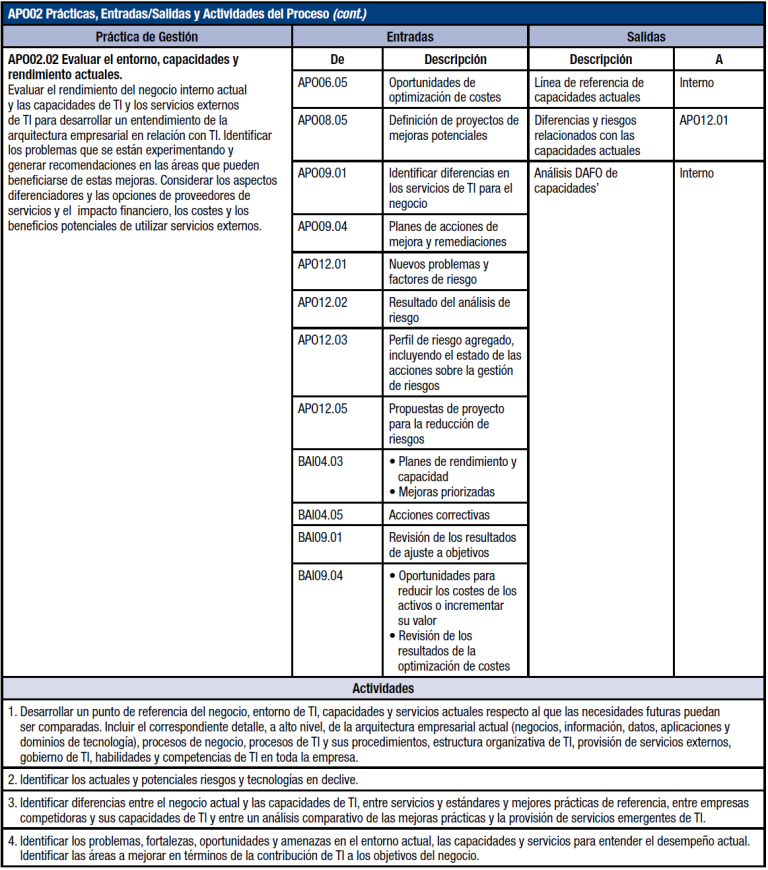 APO02 Prácticas, Entradas/Salidas y Actividades del Proceso (cont.)
Práctica de Gestión
Entradas
Salidas
APO02.02 Evaluar el entorno, capacidades y
rendimiento actuales.
Evaluar el rendimiento del negocio interno actual
y las capacidades de TI y los servicios externos
de TI para desarrollar un entendimiento de la
arquitectura empresarial en relación con TI. Identificar
los problemas que se están experimentando y
generar recomendaciones en las áreas que pueden
beneficiarse de estas mejoras. Considerar los aspectos
diferenciadores y las opciones de proveedores de
servicios y el impacto financiero, los costes y los
beneficios potenciales de utilizar servicios externos.
De
Descripción
Descripción
A
APO06.05
Oportunidades de
optimización de costes
Línea de referencia de
capacidades actuales
Interno
APO08.05
Definición de proyectos de
mejoras potenciales
Diferencias y riesgos
relacionados con las
capacidades actuales
APO12.01
APO09.01
Identificar diferencias en
los servicios de TI para el
negocio
Análisis DAFO de
capacidades’
Interno
APO09.04
Planes de acciones de
mejora y remediaciones
APO12.01
Nuevos problemas y
factores de riesgo
APO12.02
Resultado del análisis de
riesgo
APO12.03
Perfil de riesgo agregado,
incluyendo el estado de las
acciones sobre la gestión
de riesgos
APO12.05
Propuestas de proyecto
para la reducción de
riesgos
BAI04.03
• Planes de rendimiento y
capacidad
• Mejoras priorizadas
BAI04.05
Acciones correctivas
BAI09.01
Revisión de los resultados
de ajuste a objetivos
BAI09.04
• Oportunidades para
reducir los costes de los
activos o incrementar
su valor
• Revisión de los
resultados de la
optimización de costes
Actividades
1. Desarrollar un punto de referencia del negocio, entorno de TI, capacidades y servicios actuales respecto al que las necesidades futuras puedan
ser comparadas. Incluir el correspondiente detalle, a alto nivel, de la arquitectura empresarial actual (negocios, información, datos, aplicaciones y
dominios de tecnología), procesos de negocio, procesos de TI y sus procedimientos, estructura organizativa de TI, provisión de servicios externos,
gobierno de TI, habilidades y competencias de TI en toda la empresa.
2. Identificar los actuales y potenciales riesgos y tecnologías en declive.
3. Identificar diferencias entre el negocio actual y las capacidades de TI, entre servicios y estándares y mejores prácticas de referencia, entre empresas
competidoras y sus capacidades de TI y entre un análisis comparativo de las mejores prácticas y la provisión de servicios emergentes de TI.
4. Identificar los problemas, fortalezas, oportunidades y amenazas en el entorno actual, las capacidades y servicios para entender el desempeño actual.
Identificar las áreas a mejorar en términos de la contribución de TI a los objetivos del negocio.